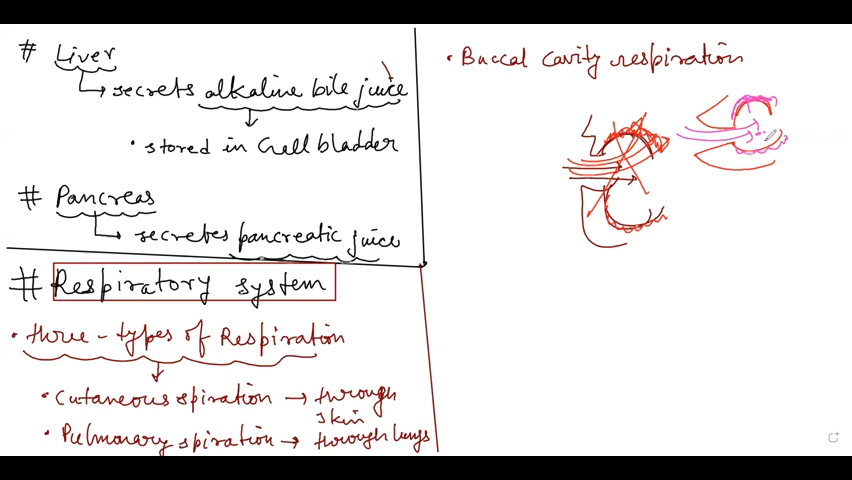 # Liver
secrets alkaline bile juice
• stored in Gall bladder
# Pancreas
secretes pancreatic juice
# Respiratory system
• three-types of Respiration
• Cutaneous spiration → through skin
• Pulmonary spiration → through lungs
• Buccal cavity respiration